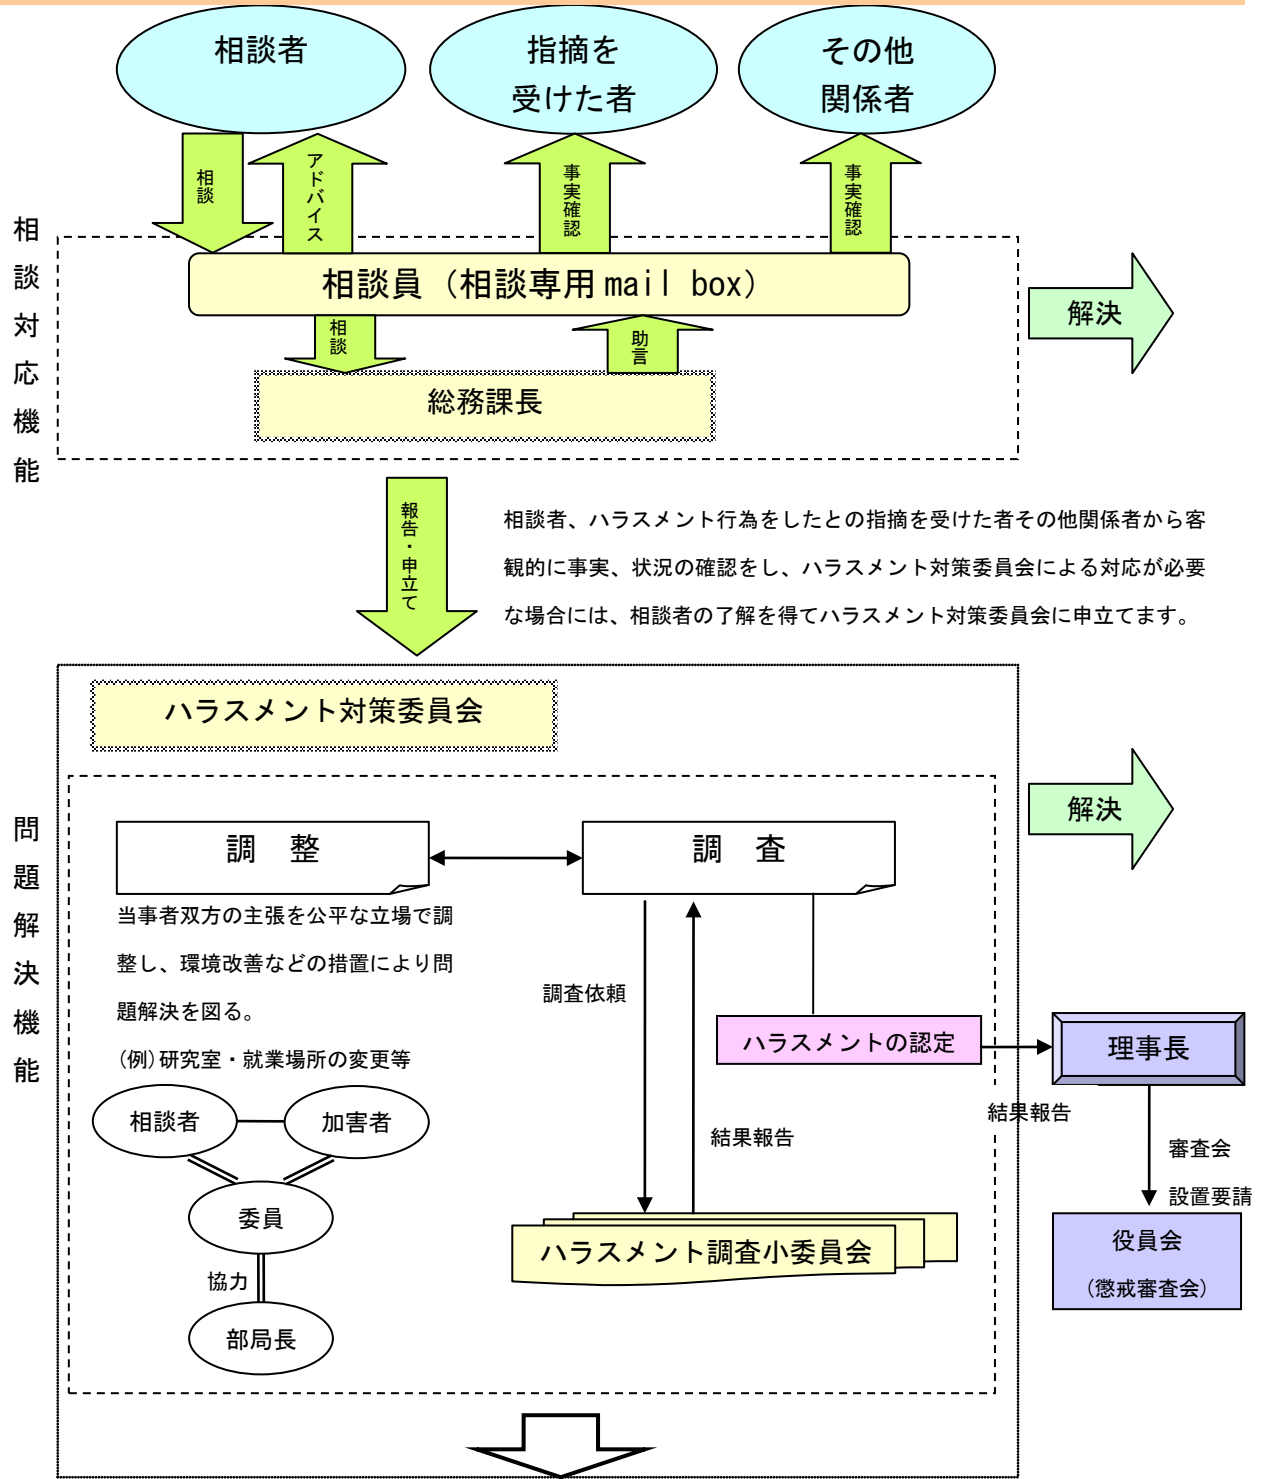 相談者
指摘を
受けた者
その他
関係者
相談
アドバイス
事実確認
事実確認
相談対応機能
相談員（相談専用 mail box）
解決
相談
助言
総務課長
報告・申立て
相談者、ハラスメント行為をしたとの指摘を受けた者その他関係者から客
観的に事実、状況の確認をし、ハラスメント対策委員会による対応が必要
な場合には、相談者の了解を得てハラスメント対策委員会に申立てます。
ハラスメント対策委員会
問題解決機能
解決
調　整
調　査
当事者双方の主張を公平な立場で調
整し、環境改善などの措置により問
題解決を図る。
(例)研究室・就業場所の変更等
調査依頼
ハラスメントの認定
理事長
相談者
加害者
結果報告
結果報告
審査会
設置要請
委員
ハラスメント調査小委員会
役員会
（懲戒審査会）
協力
部局長